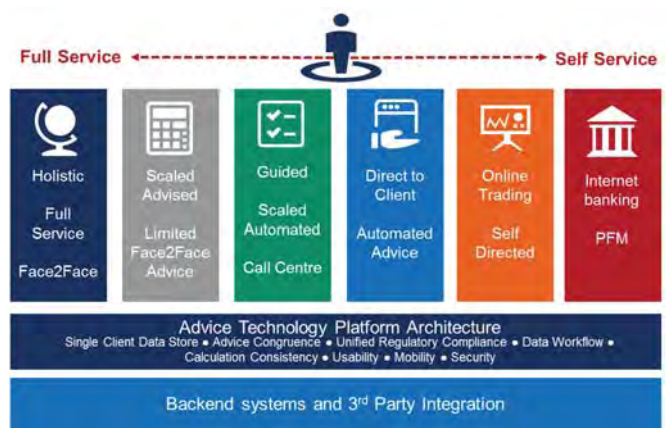 Full Service
Self Service
Holistic
Full
Service
Face2Face
Scaled
Advised
Limited
Face2Face
Advice
Guided
Scaled
Automated
Call Centre
Direct to
Client
Automated
Advice
Online
Trading
Self
Directed
Internet
banking
PFM
Advice Technology Platform Architecture
Single Client Data Store ● Advice Congruence ● Unified Regulatory Compliance ● Data Workflow ●
Calculation Consistency ● Usability ● Mobility ● Security
Backend systems and 3rd Party Integration